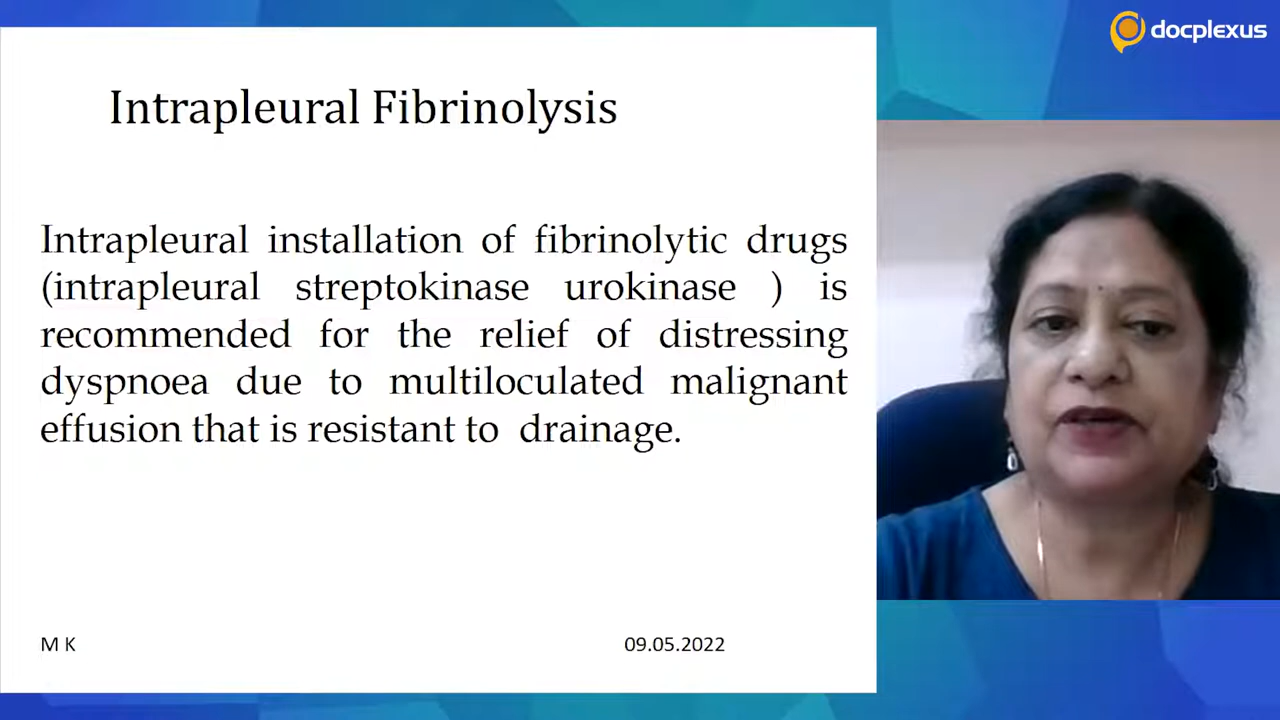 docplexus
Intrapleural Fibrinolysis
Intrapleural installation of fibrinolytic drugs
(intrapleural streptokinase urokinase ) is
recommended for the relief of distressing
dyspnoea due to multiloculated malignant
effusion that is resistant to drainage.
M K
09.05.2022